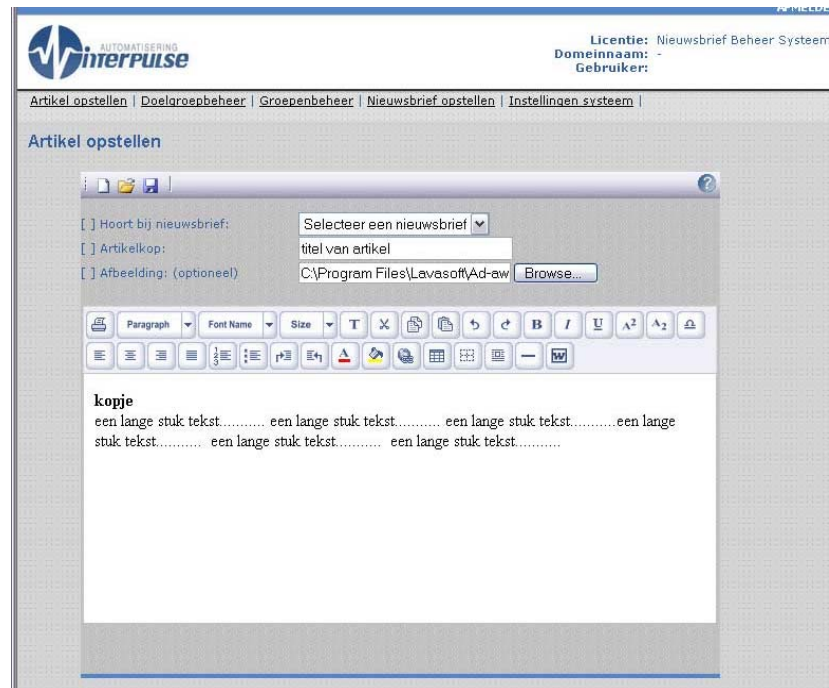 AFMELDE
AUTOMATISERING
interpulse
Licentie: Nieuwsbrief Beheer Systeem
Domeinnaam: -
Gebruiker:
Artikel opstellen | Doelgroepbeheer | Groepenbeheer | Nieuwsbrief opstellen | Instellingen systeem |
Artikel opstellen
?
[ ] Hoort bij nieuwsbrief: Selecteer een nieuwsbrief
[ ] Artikelkop: titel van artikel
[ ] Afbeelding: (optioneel) C:\Program Files\Lavasoft\Ad-aw Browse...
Paragraph Font Name Size T B I U A² A₂ Ω
A W
kopje
een lange stuk tekst.......... een lange stuk tekst.......... een lange stuk tekst..........een lange
stuk tekst.......... een lange stuk tekst.......... een lange stuk tekst..........